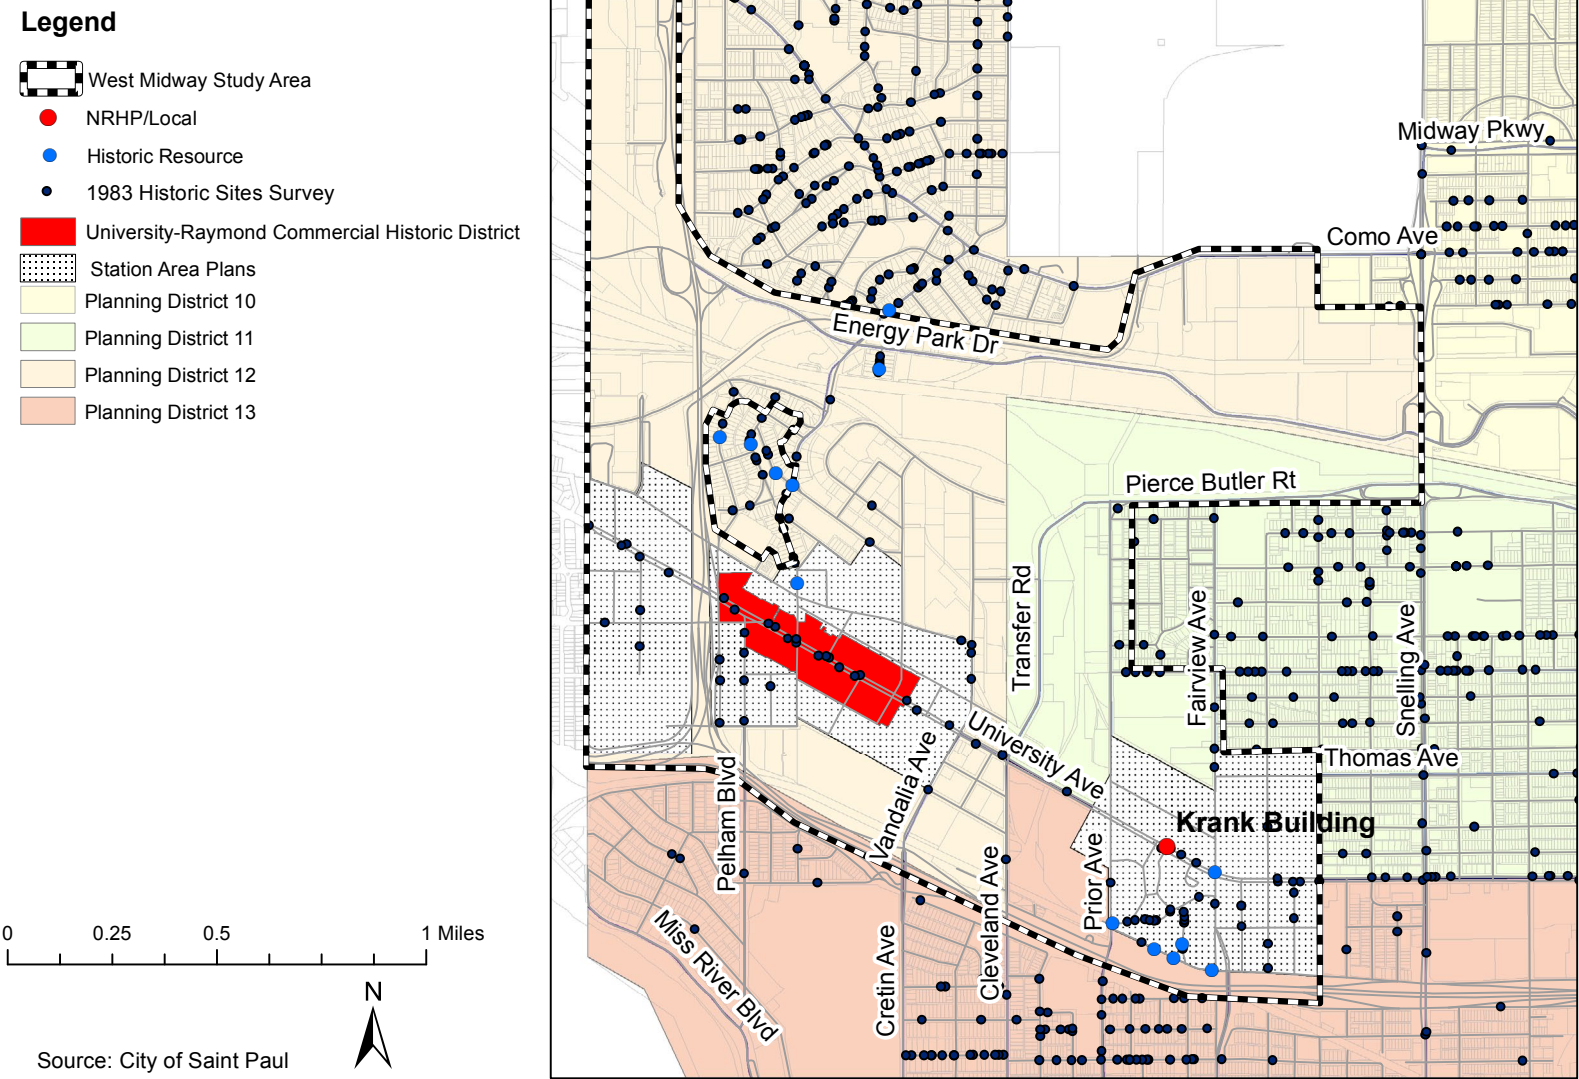 Legend
West Midway Study Area
NRHP/Local
Historic Resource
1983 Historic Sites Survey
University-Raymond Commercial Historic District
Station Area Plans
Planning District 10
Planning District 11
Planning District 12
Planning District 13
0 0.25 0.5 1 Miles
N
Source: City of Saint Paul
Midway Pkwy
Como Ave
Energy Park Dr
Pierce Butler Rt
Transfer Rd
Fairview Ave
Snelling Ave
University Ave
Thomas Ave
Pelham Blvd
Vandalia Ave
Krank Building
Prior Ave
Cleveland Ave
Cretin Ave
Miss River Blvd